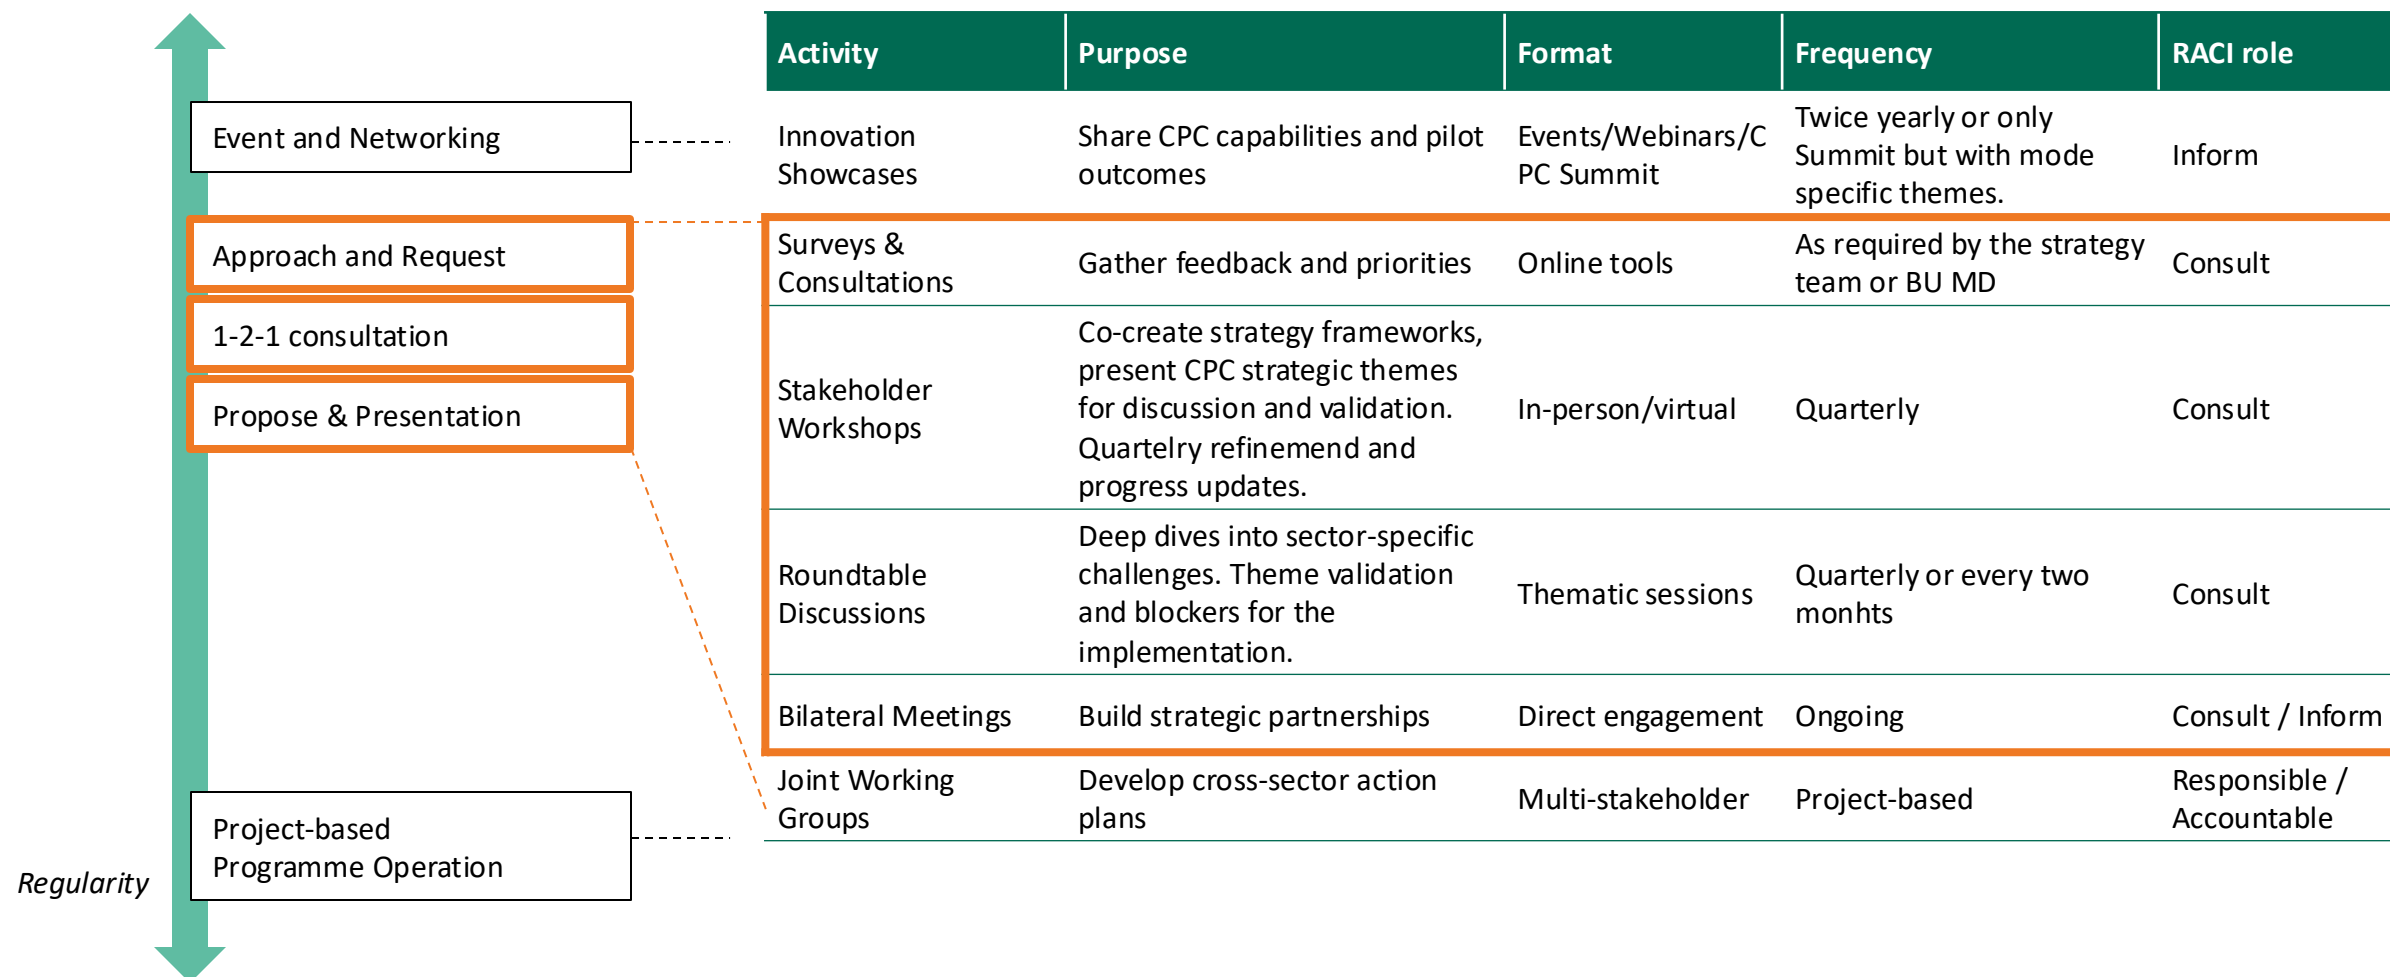 Activity
Purpose
Format
Frequency
RACI role
Event and Networking
Innovation
Showcases
Share CPC capabilities and pilot
outcomes
Events/Webinars/C
PC Summit
Twice yearly or only
Summit but with mode
specific themes.
Inform
Approach and Request
1-2-1 consultation
Propose & Presentation
Surveys &
Consultations
Gather feedback and priorities
Online tools
As required by the strategy
team or BU MD
Consult
Stakeholder
Workshops
Co-create strategy frameworks,
present CPC strategic themes
for discussion and validation.
Quartelry refinemend and
progress updates.
In-person/virtual
Quarterly
Consult
Roundtable
Discussions
Deep dives into sector-specific
challenges. Theme validation
and blockers for the
implementation.
Thematic sessions
Quarterly or every two
monhts
Consult
Bilateral Meetings
Build strategic partnerships
Direct engagement
Ongoing
Consult / Inform
Project-based
Programme Operation
Joint Working
Groups
Develop cross-sector action
plans
Multi-stakeholder
Project-based
Responsible /
Accountable
Regularity